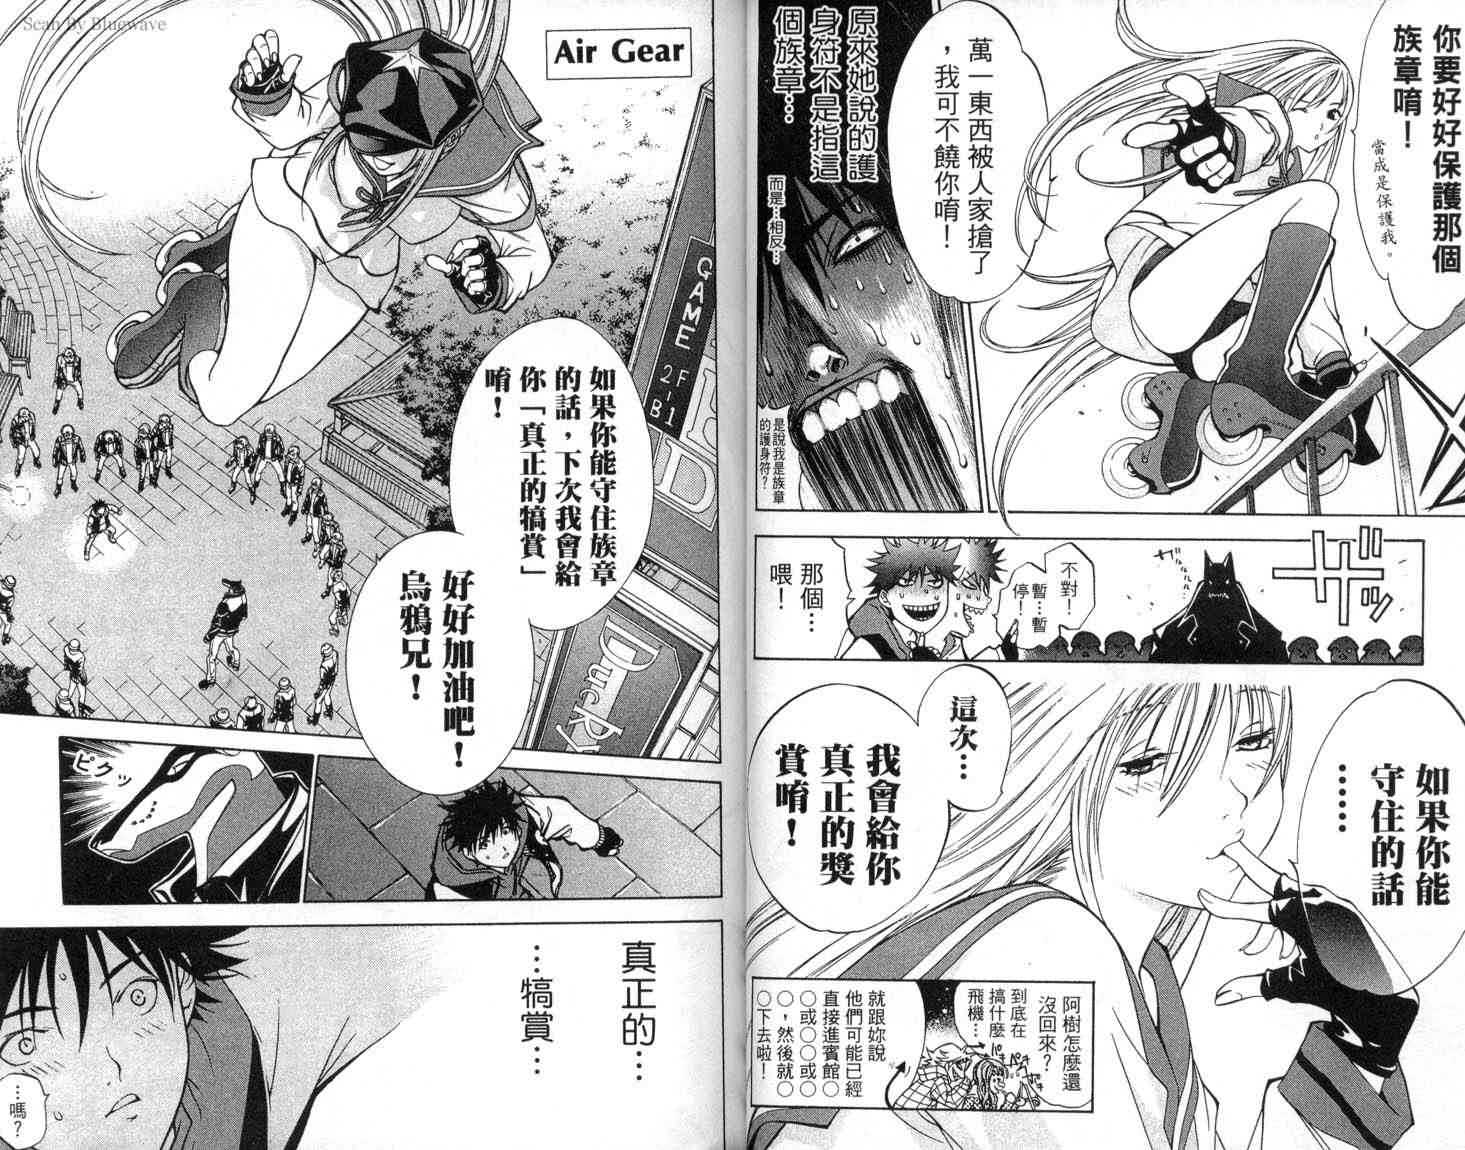 你要好好保護那個
族章唷！
當成是保護我。
萬一東西被人家搶了
，我可不饒你唷！
原來她說的護
身符不是指這
個族章…
而是…相反…
是說我是族章
的護身符？
ザッ
不對！
暫…暫
停！
那個…
喂！
如果你能
守住的話
……
這次…
我會給你
真正的獎
賞唷！
阿樹怎麼還
沒回來？
到底在
搞什麼
飛機…
就跟妳說
他們可能已經
直接進賓館○
○或○○或○
○，然後就○
○下去啦！
Scan By Bluewave
Air Gear
GAME
2F
-B1
DucKy
如果你能守住族章
的話，下次我會給
你「真正的犒賞」
唷！
好好加油吧！
烏鴉兄！
ピクッ
真正的…
…犒賞…
…嗎？